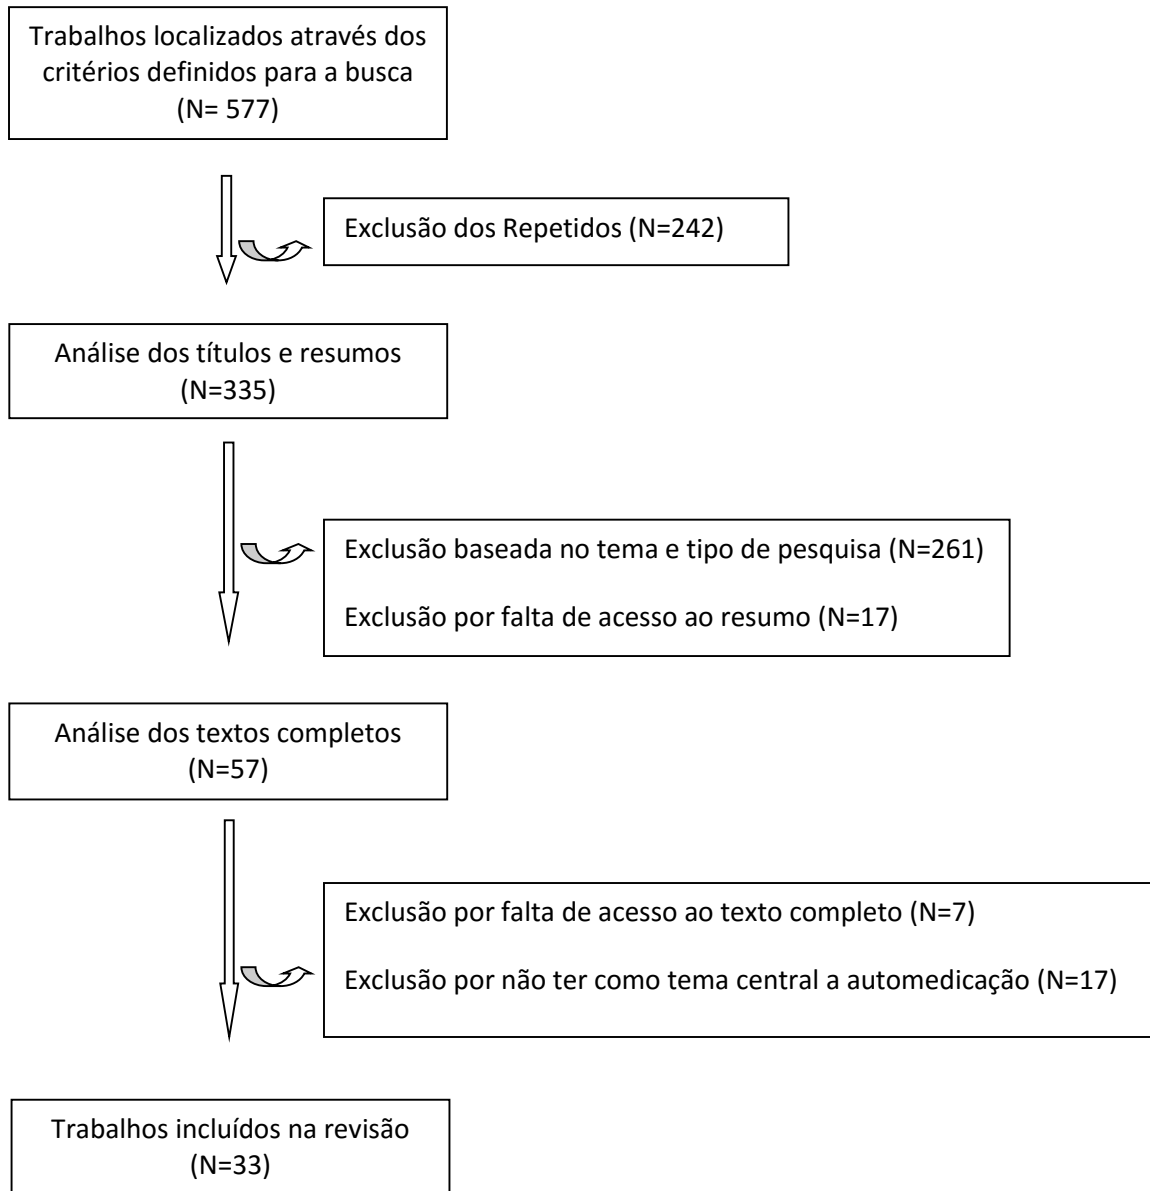 Trabalhos localizados através dos
critérios definidos para a busca
(N= 577)
Exclusão dos Repetidos (N=242)
Análise dos títulos e resumos
(N=335)
Exclusão baseada no tema e tipo de pesquisa (N=261)
Exclusão por falta de acesso ao resumo (N=17)
Análise dos textos completos
(N=57)
Exclusão por falta de acesso ao texto completo (N=7)
Exclusão por não ter como tema central a automedicação (N=17)
Trabalhos incluídos na revisão
(N=33)